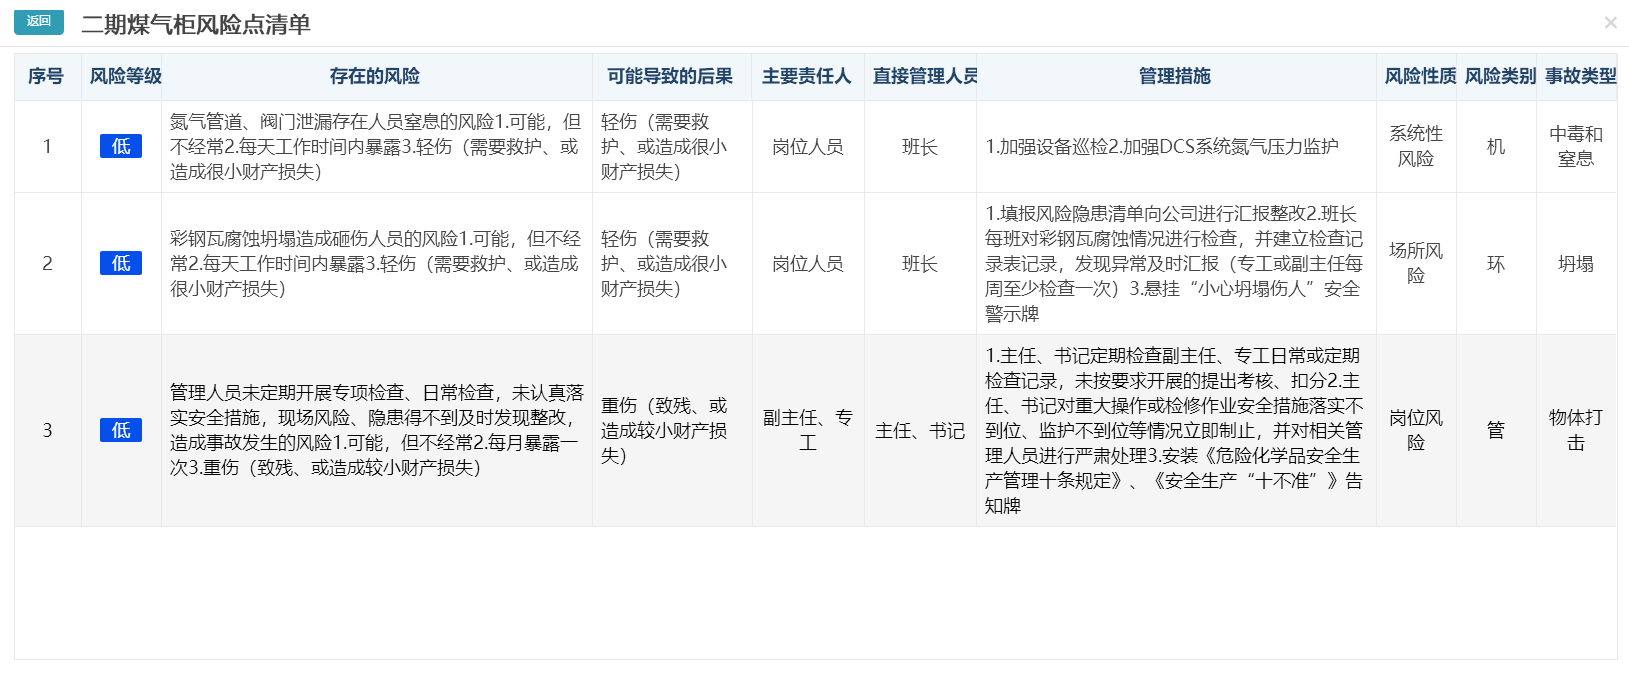 返回
二期煤气柜风险点清单
×
序号 风险等级 存在的风险 可能导致的后果 主要责任人 直接管理人员 管理措施 风险性质 风险类别 事故类型
1
低
氮气管道、阀门泄漏存在人员窒息的风险1.可能，但
不经常2.每天工作时间内暴露3.轻伤（需要救护、或
造成很小财产损失）
轻伤（需要救
护、或造成很小
财产损失）
岗位人员
班长
1.加强设备巡检2.加强DCS系统氮气压力监护
系统性
风险
机
中毒和
窒息
2
低
彩钢瓦腐蚀坍塌造成砸伤人员的风险1.可能，但不经
常2.每天工作时间内暴露3.轻伤（需要救护、或造成
很小财产损失）
轻伤（需要救
护、或造成很小
财产损失）
岗位人员
班长
1.填报风险隐患清单向公司进行汇报整改2.班长
每班对彩钢瓦腐蚀情况进行检查，并建立检查记
录表记录，发现异常及时汇报（专工或副主任每
周至少检查一次）3.悬挂“小心坍塌伤人”安全
警示牌
场所风
险
环
坍塌
3
低
管理人员未定期开展专项检查、日常检查，未认真落
实安全措施，现场风险、隐患得不到及时发现整改，
造成事故发生的风险1.可能，但不经常2.每月暴露一
次3.重伤（致残、或造成较小财产损失）
重伤（致残、或
造成较小财产损
失）
副主任、专
工
主任、书记
1.主任、书记定期检查副主任、专工日常或定期
检查记录，未按要求开展的提出考核、扣分2.主
任、书记对重大操作或检修作业安全措施落实不
到位、监护不到位等情况立即制止，并对相关管
理人员进行严肃处理3.安装《危险化学品安全生
产管理十条规定》、《安全生产“十不准”》告
知牌
岗位风
险
管
物体打
击